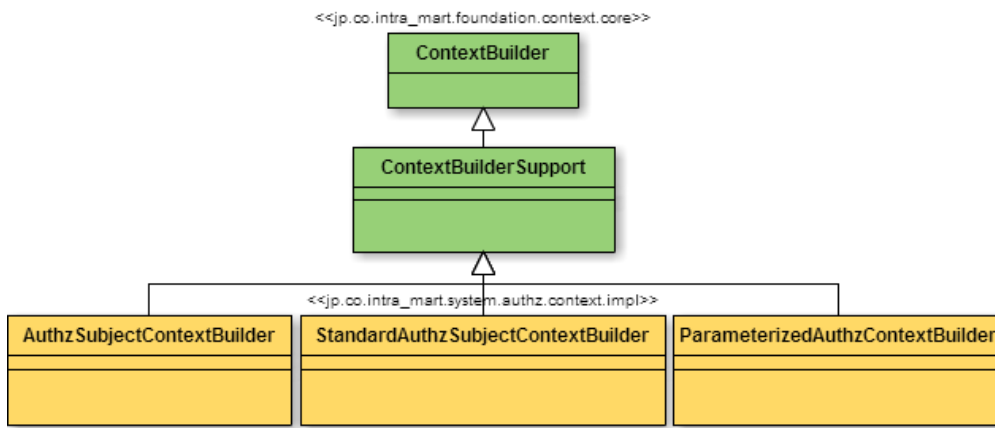 <<jp.co.intra_mart.foundation.context.core>>
ContextBuilder
ContextBuilderSupport
<<jp.co.intra_mart.system.authz.context.impl>>
AuthzSubjectContextBuilder
StandardAuthzSubjectContextBuilder
ParameterizedAuthzContextBuilder